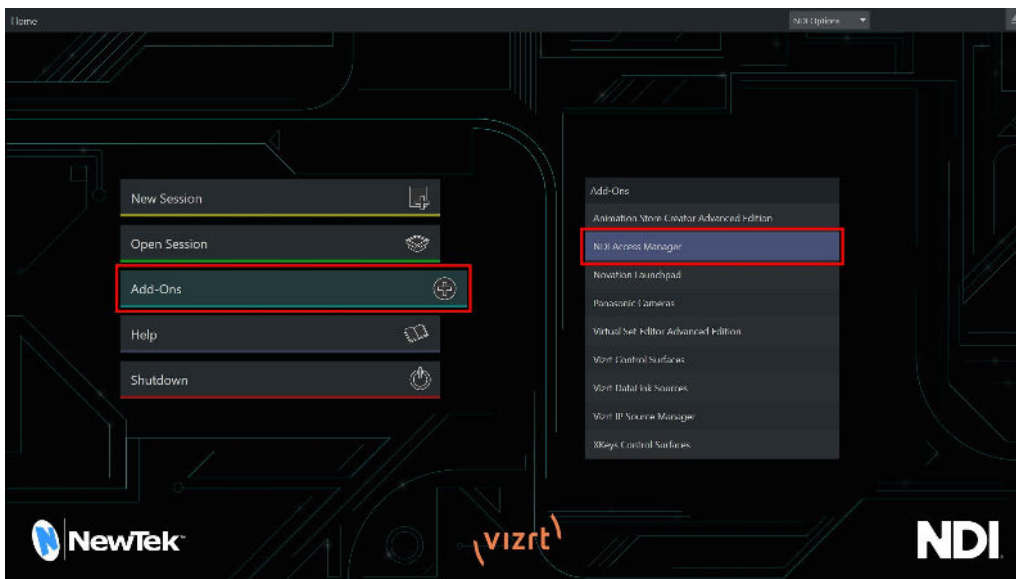 Home
NDI Options
New Session
Open Session
Add-Ons
Help
Shutdown
Add-Ons
Animation Store Creator Advanced Edition
NDI Access Manager
Novation Launchpad
Panasonic Cameras
Virtual Set Editor Advanced Edition
Vizrt Control Surfaces
Vizrt DataLink Sources
Vizrt IP Source Manager
XKeys Control Surfaces
NewTek™
vizrt
NDI